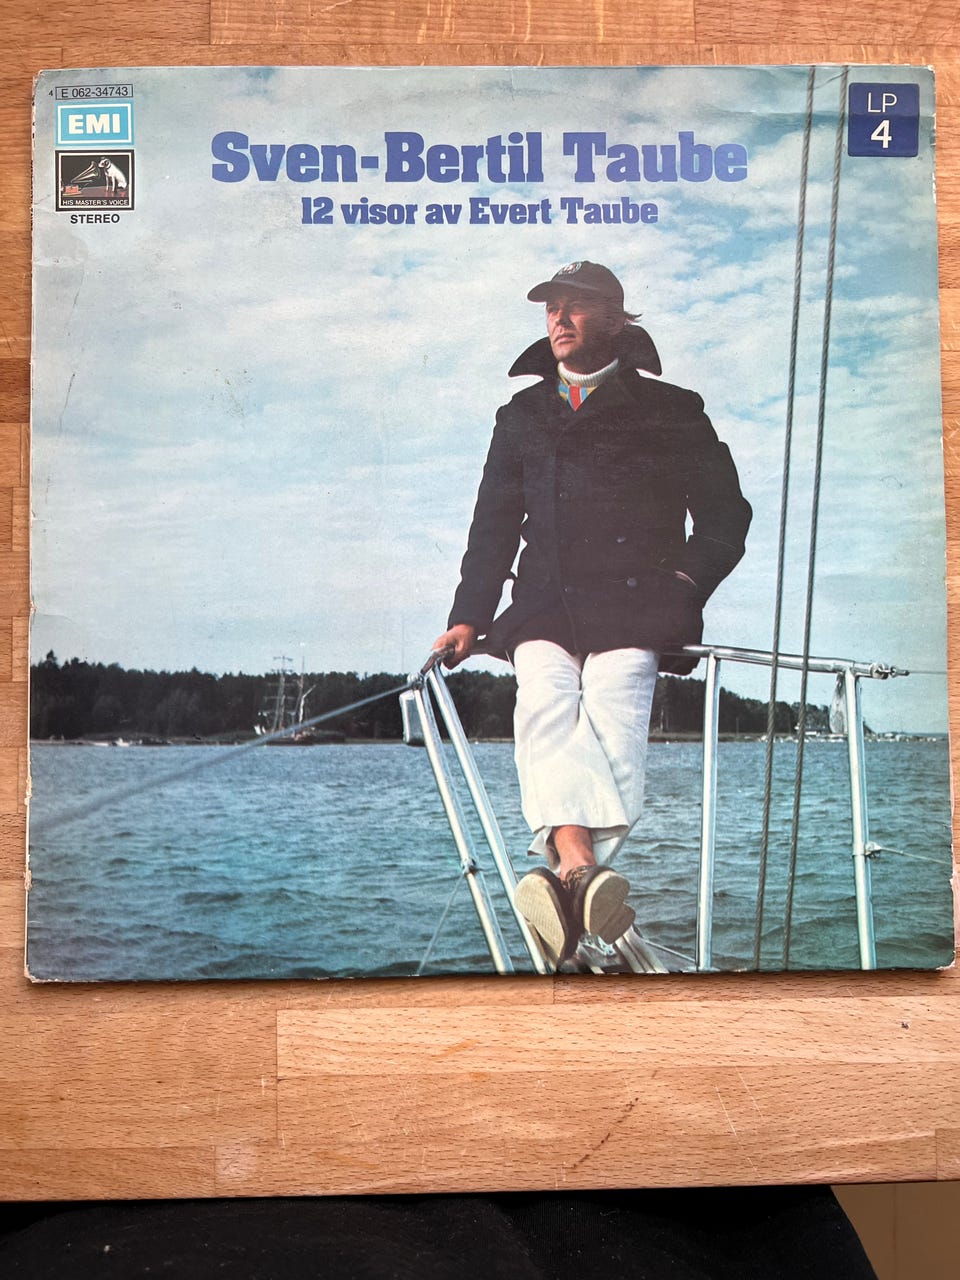 4 E 062-34743
EMI
HIS MASTER'S VOICE
STEREO
LP
4
Sven-Bertil Taube
12 visor av Evert Taube